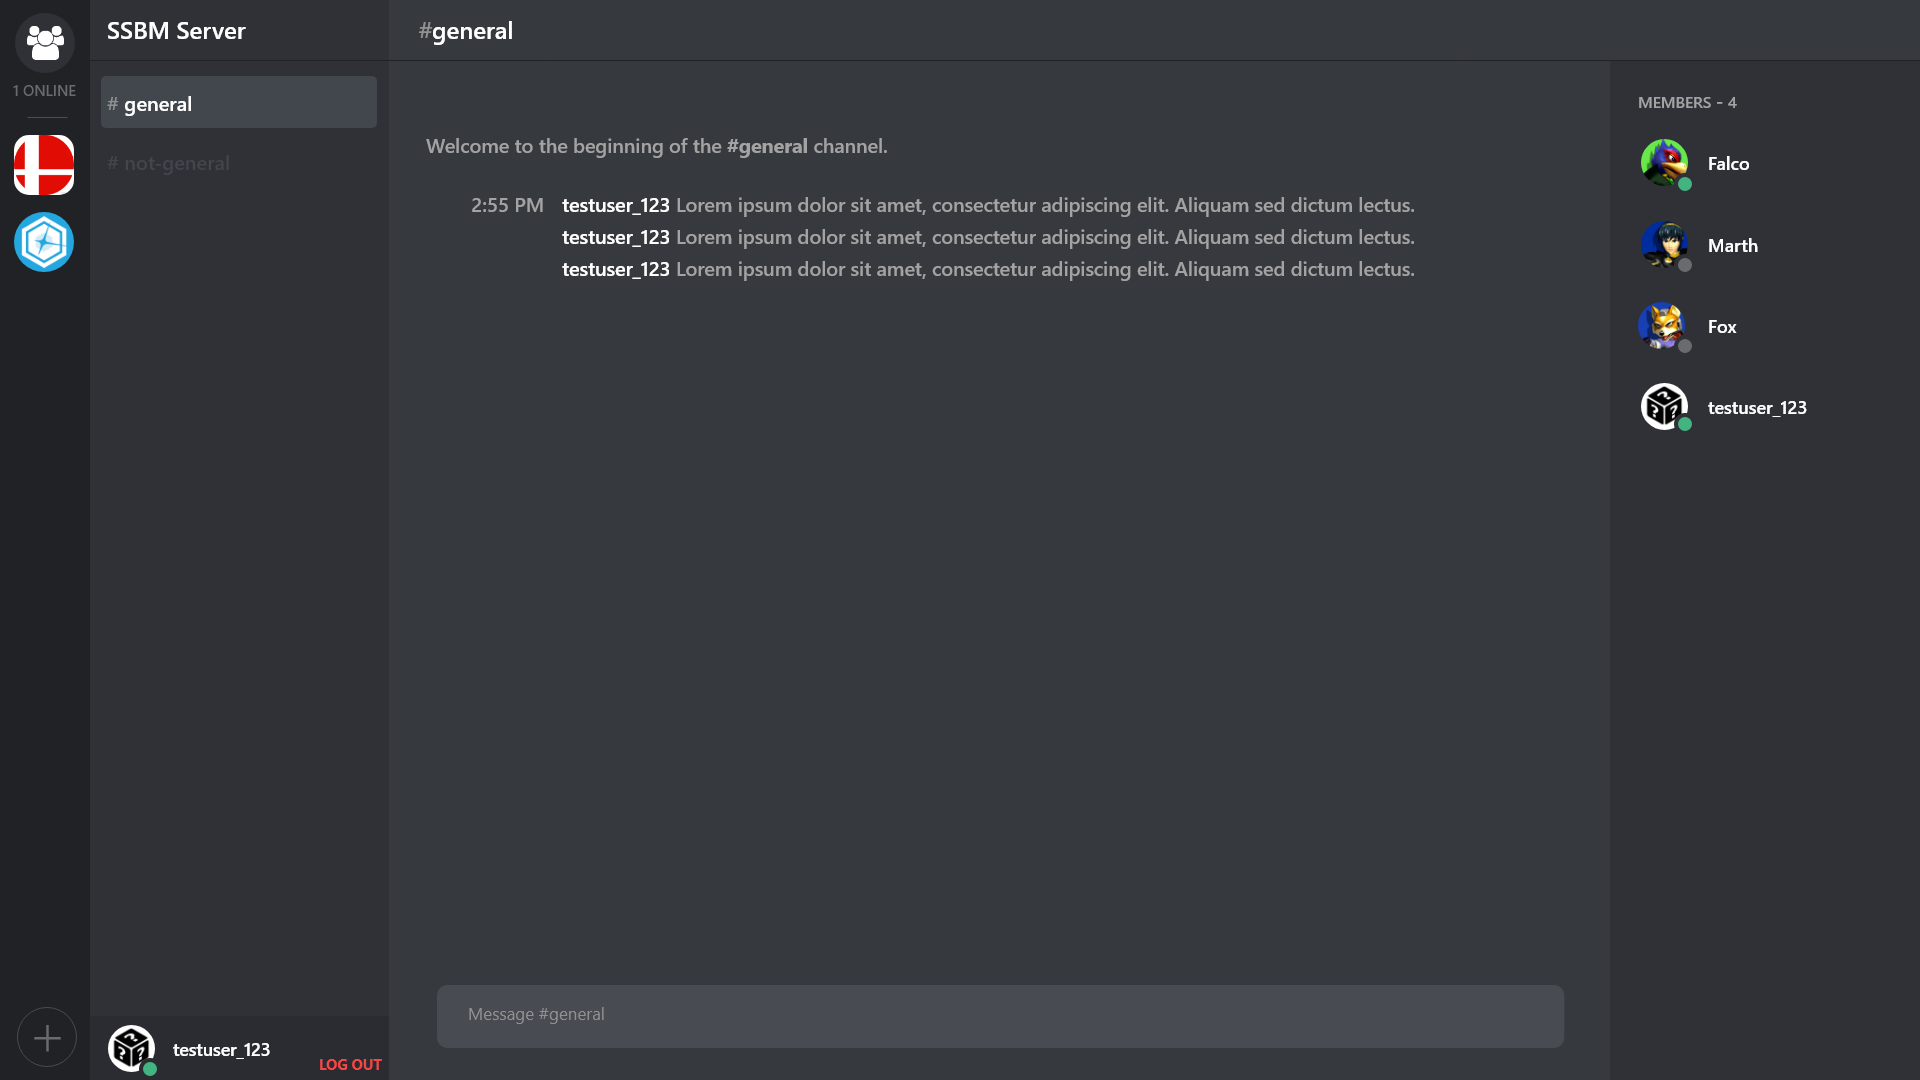 SSBM Server
#general
1 ONLINE
# general
# not-general
Welcome to the beginning of the #general channel.
2:55 PM testuser_123 Lorem ipsum dolor sit amet, consectetur adipiscing elit. Aliquam sed dictum lectus.
testuser_123 Lorem ipsum dolor sit amet, consectetur adipiscing elit. Aliquam sed dictum lectus.
testuser_123 Lorem ipsum dolor sit amet, consectetur adipiscing elit. Aliquam sed dictum lectus.
Message #general
testuser_123
LOG OUT
MEMBERS - 4
Falco
Marth
Fox
testuser_123